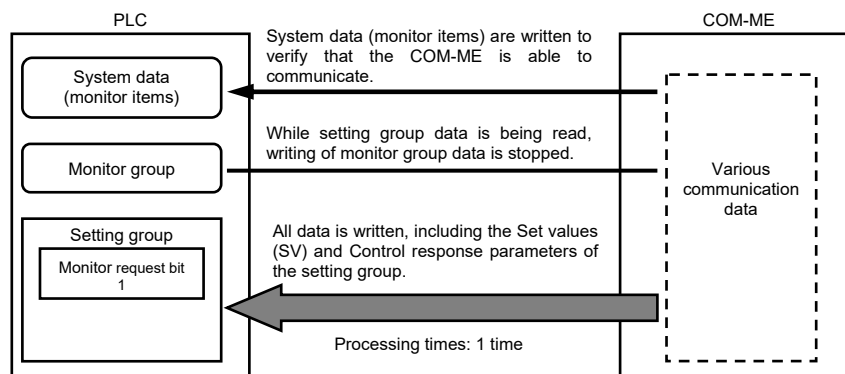 PLC
COM-ME
System data (monitor items) are written to
verify that the COM-ME is able to
communicate.
System data
(monitor items)
While setting group data is being read,
writing of monitor group data is stopped.
Monitor group
Various
communication
data
Setting group
Monitor request bit
1
All data is written, including the Set values
(SV) and Control response parameters of
the setting group.
Processing times: 1 time